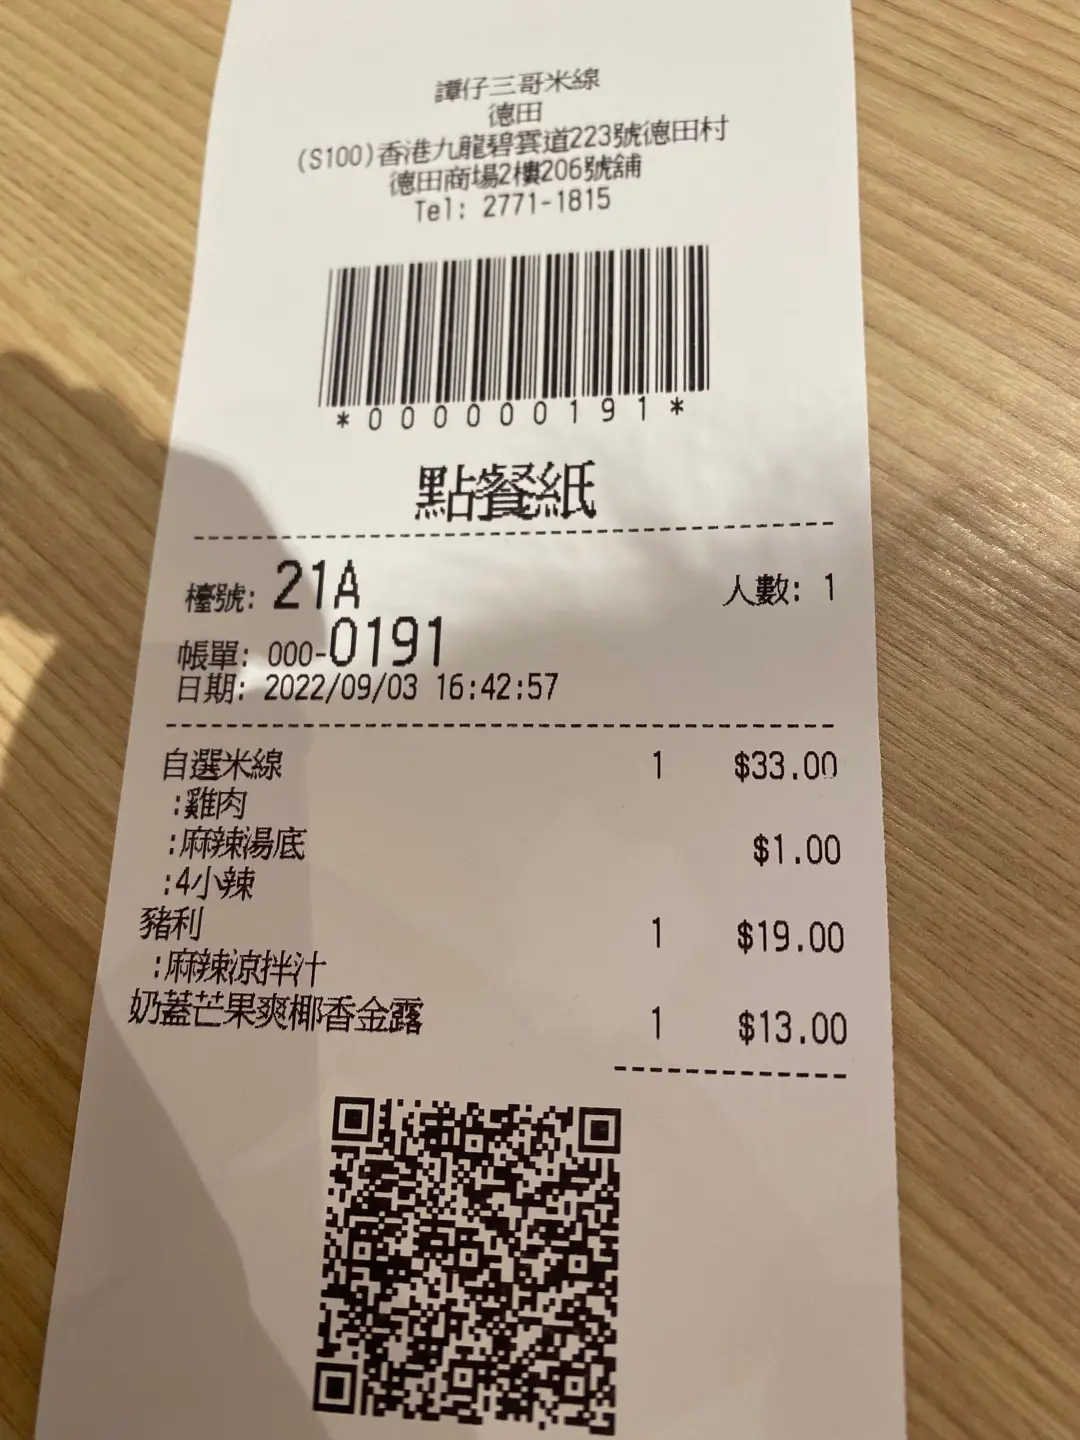 譚仔三哥米線
德田
(S100)香港九龍碧雲道223號德田村
德田商場2樓206號舖
Tel: 2771-1815
*000000191*
點餐紙
檯號: 21A 人數: 1
帳單: 000-0191
日期: 2022/09/03 16:42:57
自選米線 1 $33.00
:雞肉
:麻辣湯底 $1.00
:4小辣
豬利 1 $19.00
:麻辣涼拌汁
奶蓋芒果爽椰香金露 1 $13.00